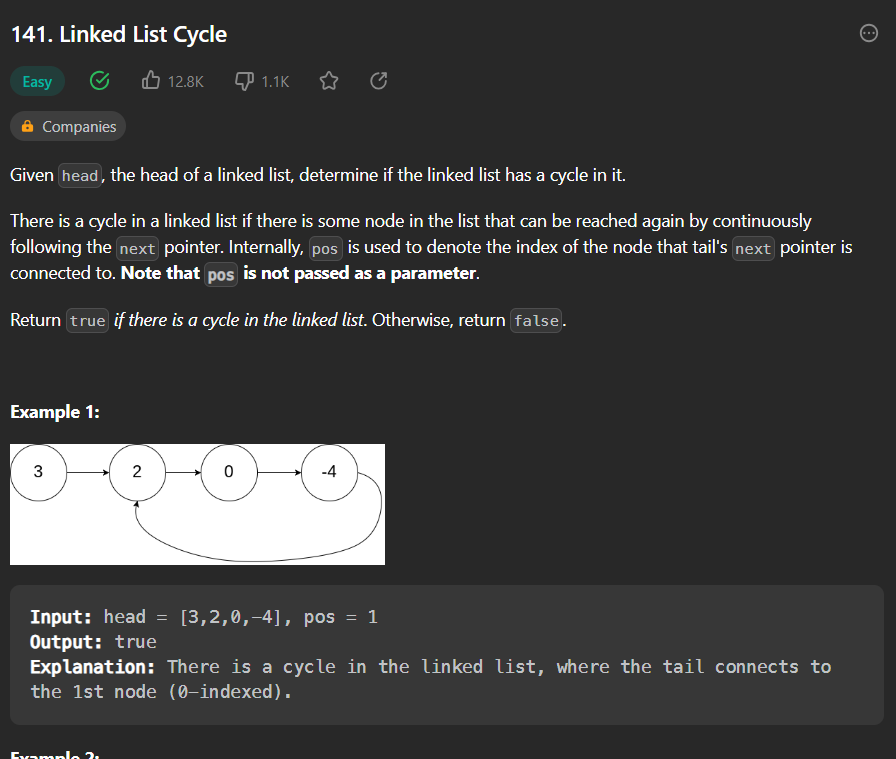 141. Linked List Cycle
Easy 12.8K 1.1K
Companies
Given head, the head of a linked list, determine if the linked list has a cycle in it.
There is a cycle in a linked list if there is some node in the list that can be reached again by continuously
following the next pointer. Internally, pos is used to denote the index of the node that tail's next pointer is
connected to. Note that pos is not passed as a parameter.
Return true if there is a cycle in the linked list. Otherwise, return false.
Example 1:
3 2 0 -4
Input: head = [3,2,0,-4], pos = 1
Output: true
Explanation: There is a cycle in the linked list, where the tail connects to
the 1st node (0-indexed).
Example 2: